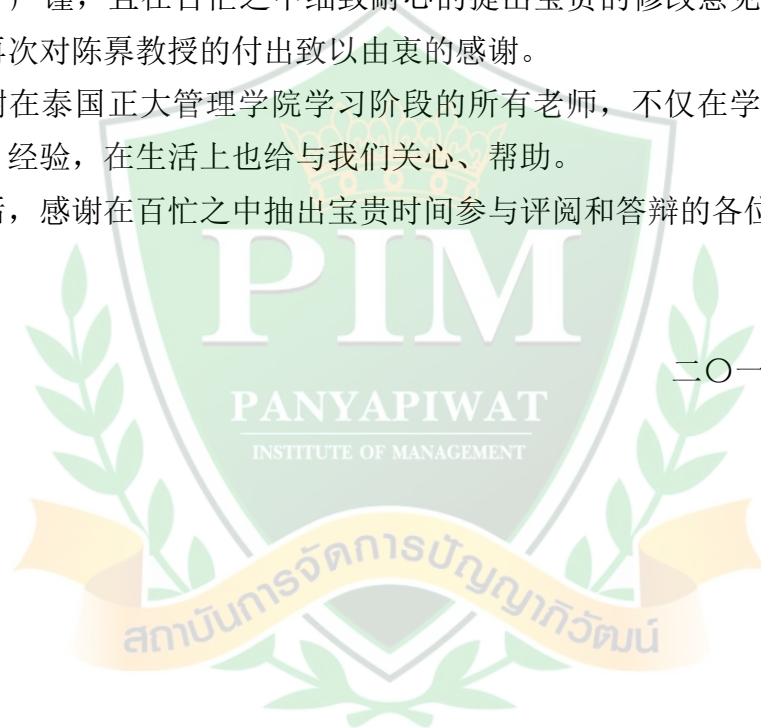 谨，且在百忙之中细致耐心的提出宝贵的修改意见
再次对陈昇教授的付出致以由衷的感谢。
在泰国正大管理学院学习阶段的所有老师，不仅在学
经验，在生活上也给与我们关心、帮助。
，感谢在百忙之中抽出宝贵时间参与评阅和答辩的各位
PIM
二〇一
PANYAPIWAT
INSTITUTE OF MANAGEMENT
สถาบันการจัดการปัญญาภิวัฒน์